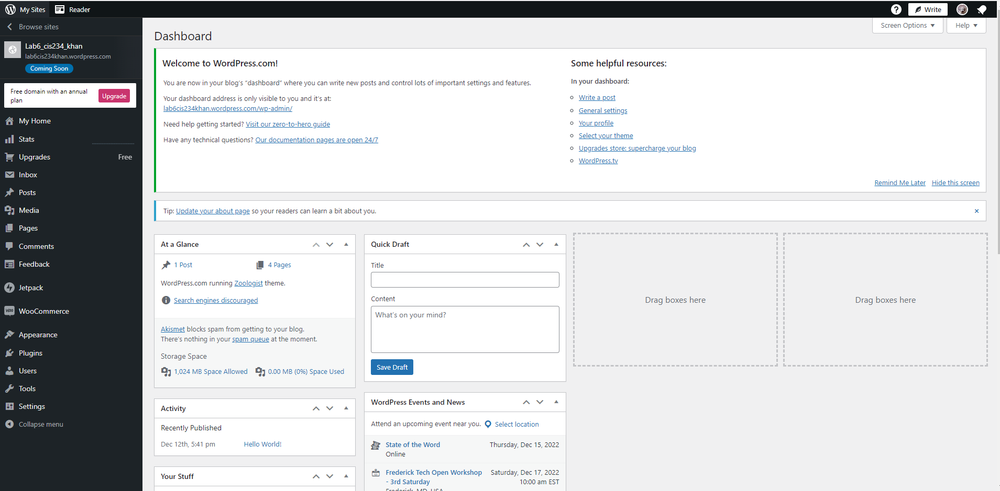 My Sites
Reader
Write
Browse sites
Lab6_cis234_khan
lab6cis234khan.wordpress.com
Coming Soon
Free domain with an annual
plan
Upgrade
My Home
Stats
Upgrades Free
Inbox
Posts
Media
Pages
Comments
Feedback
Jetpack
WooCommerce
Appearance
Plugins
Users
Tools
Settings
Collapse menu
Screen Options
Help
Dashboard
Welcome to WordPress.com!
You are now in your blog's “dashboard” where you can write new posts and control lots of important settings and features.
Your dashboard address is only visible to you and it's at:
lab6cis234khan.wordpress.com/wp-admin/
Need help getting started? Visit our zero-to-hero guide
Have any technical questions? Our documentation pages are open 24/7
Some helpful resources:
In your dashboard:
Write a post
General settings
Your profile
Select your theme
Upgrades store: supercharge your blog
WordPress.tv
Remind Me Later Hide this screen
Tip: Update your about page so your readers can learn a bit about you.
At a Glance
1 Post 4 Pages
WordPress.com running Zoologist theme.
Search engines discouraged
Akismet blocks spam from getting to your blog.
There's nothing in your spam queue at the moment.
Storage Space
1,024 MB Space Allowed 0.00 MB (0%) Space Used
Activity
Recently Published
Dec 12th, 5:41 pm Hello World!
Your Stuff
Quick Draft
Title
Content
What's on your mind?
Save Draft
WordPress Events and News
Attend an upcoming event near you. Select location
State of the Word Thursday, Dec 15, 2022
Online
Frederick Tech Open Workshop Saturday, Dec 17, 2022
- 3rd Saturday 10:00 am EST
Frederick, MD, USA
Drag boxes here
Drag boxes here